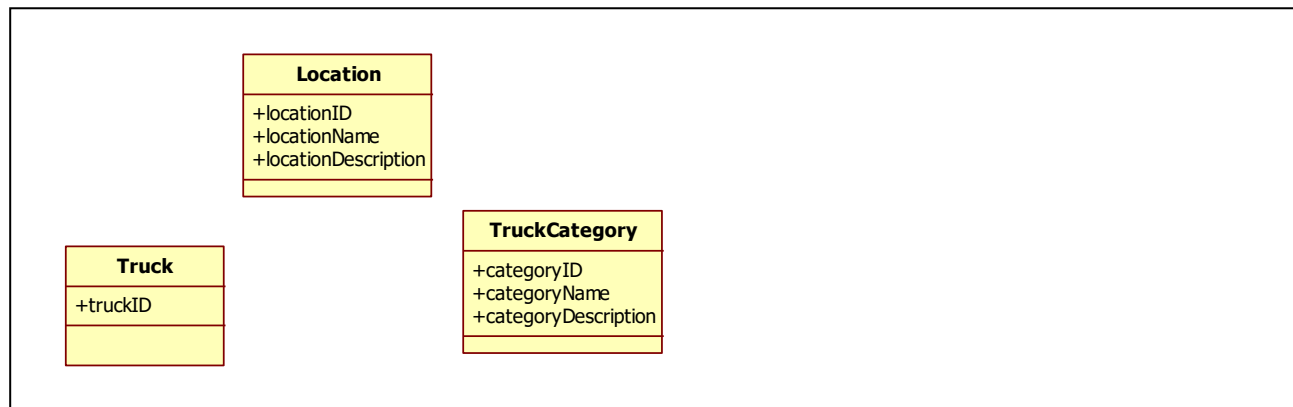 Location
+locationID
+locationName
+locationDescription
TruckCategory
+categoryID
+categoryName
+categoryDescription
Truck
+truckID